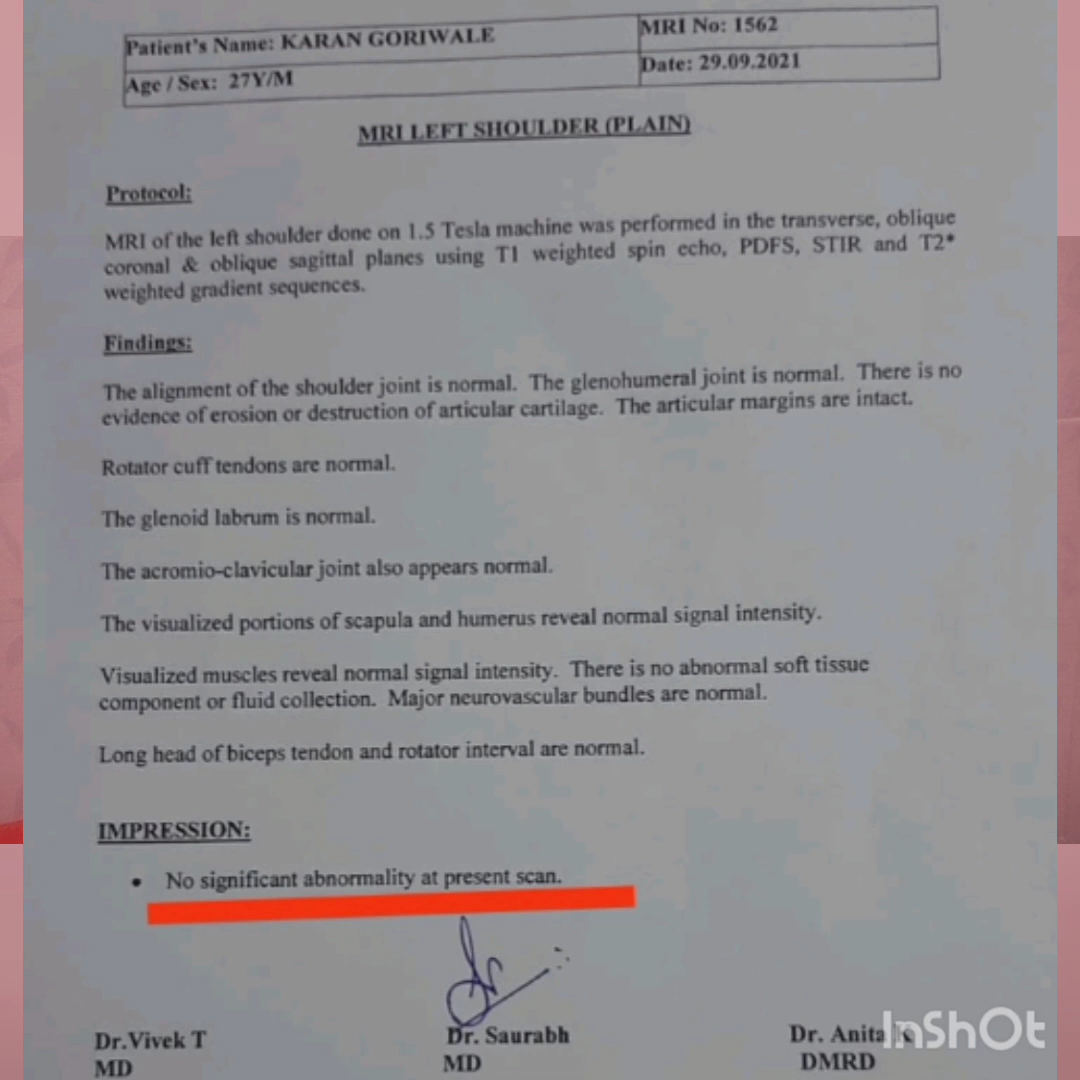 Patient's Name: KARAN GORIWALE
MRI No: 1562
Age / Sex: 27Y/M
Date: 29.09.2021
MRI LEFT SHOULDER (PLAIN)
Protocol:
MRI of the left shoulder done on 1.5 Tesla machine was performed in the transverse, oblique
coronal & oblique sagittal planes using T1 weighted spin echo, PDFS, STIR and T2*
weighted gradient sequences.
Findings:
The alignment of the shoulder joint is normal. The glenohumeral joint is normal. There is no
evidence of erosion or destruction of articular cartilage. The articular margins are intact.
Rotator cuff tendons are normal.
The glenoid labrum is normal.
The acromio-clavicular joint also appears normal.
The visualized portions of scapula and humerus reveal normal signal intensity.
Visualized muscles reveal normal signal intensity. There is no abnormal soft tissue
component or fluid collection. Major neurovascular bundles are normal.
Long head of biceps tendon and rotator interval are normal.
IMPRESSION:
• No significant abnormality at present scan.
Dr.Vivek T
Dr. Saurabh
Dr. Anita
MD
MD
DMRD
InShOt